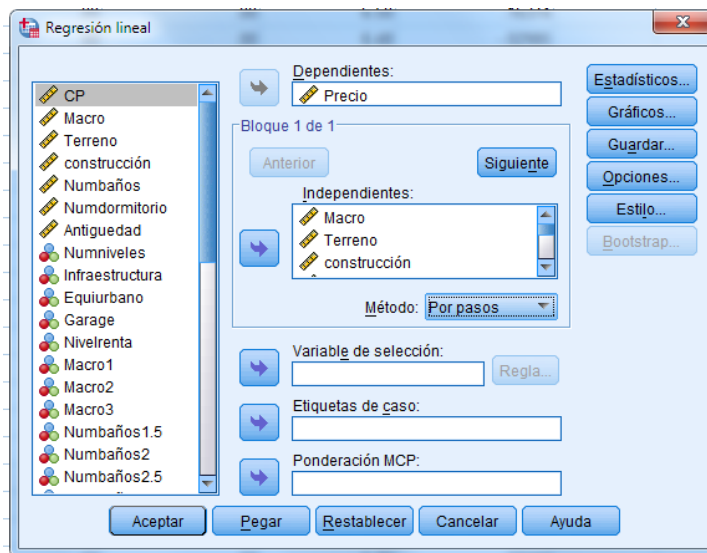 Regresión lineal
CP
Macro
Terreno
construcción
Numbaños
Numdormitorio
Antiguedad
Numniveles
Infraestructura
Equiurbano
Garage
Nivelrenta
Macro1
Macro2
Macro3
Numbaños1.5
Numbaños2
Numbaños2.5
Dependientes:
Precio
Bloque 1 de 1
Anterior
Siguiente
Independientes:
Macro
Terreno
construcción
Método: Por pasos
Variable de selección:
Regla...
Etiquetas de caso:
Ponderación MCP:
Estadísticos...
Gráficos...
Guardar...
Opciones...
Estilo...
Bootstrap...
Aceptar
Pegar
Restablecer
Cancelar
Ayuda